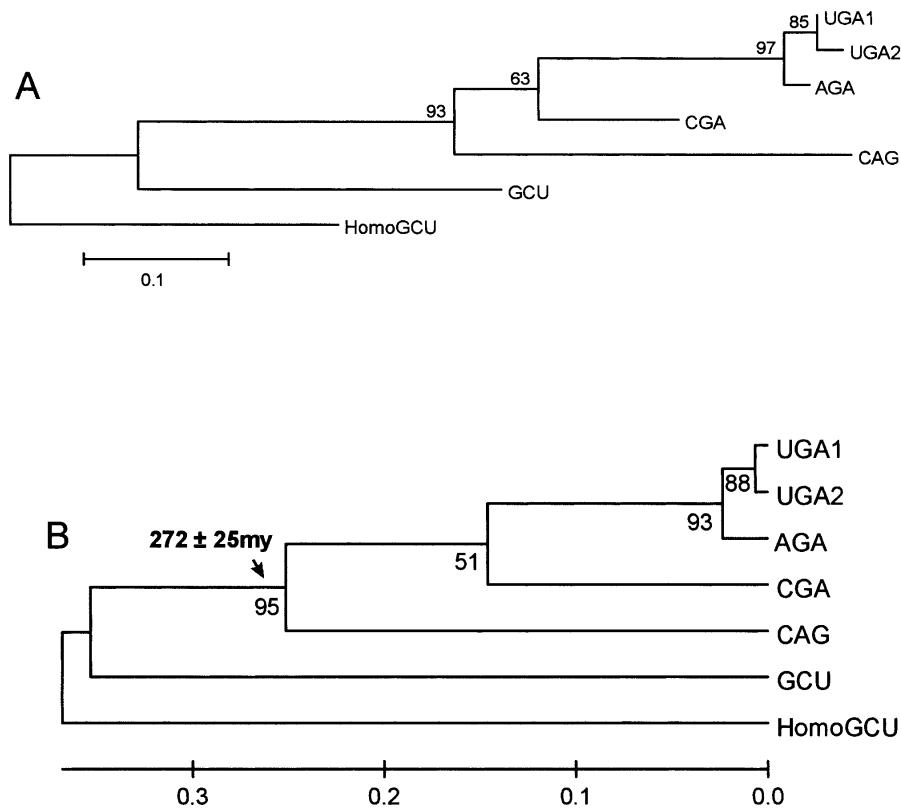 UGA1
85
UGA2
97
A
63
AGA
93
CGA
CAG
GCU
HomoGCU
0.1
UGA1
88
UGA2
93
B
272 ± 25my
AGA
51
CGA
95
CAG
GCU
HomoGCU
0.3 0.2 0.1 0.0